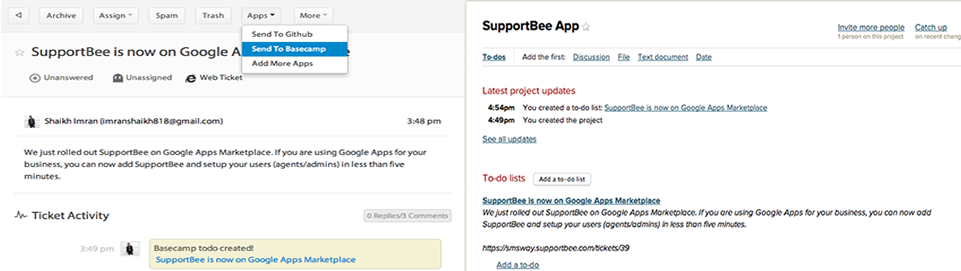 Archive Assign Spam Trash Apps More
Send To Github
Send To Basecamp
Add More Apps
SupportBee is now on Google A e
Unanswered Unassigned Web Ticket
Shaikh Imran (imranshaikh818@gmail.com) 3:48 pm
We just rolled out SupportBee on Google Apps Marketplace. If you are using Google Apps for your
business, you can now add SupportBee and setup your users (agents/admins) in less than five
minutes.
Ticket Activity 0 Replies/3 Comments
3:49 pm Basecamp todo created!
SupportBee is now on Google Apps Marketplace
SupportBee App
Invite more people Catch up
1 person on this project on recent chang
To-dos Add the first: Discussion File Text document Date
Latest project updates
4:54pm You created a to-do list: SupportBee is now on Google Apps Marketplace
4:49pm You created the project
See all updates
To-do lists Add a to-do list
SupportBee is now on Google Apps Marketplace
We just rolled out SupportBee on Google Apps Marketplace. If you are using Google Apps for your business, you can now add
SupportBee and setup your users (agents/admins) in less than five minutes.
https://smsway.supportbee.com/tickets/39
Add a to-do